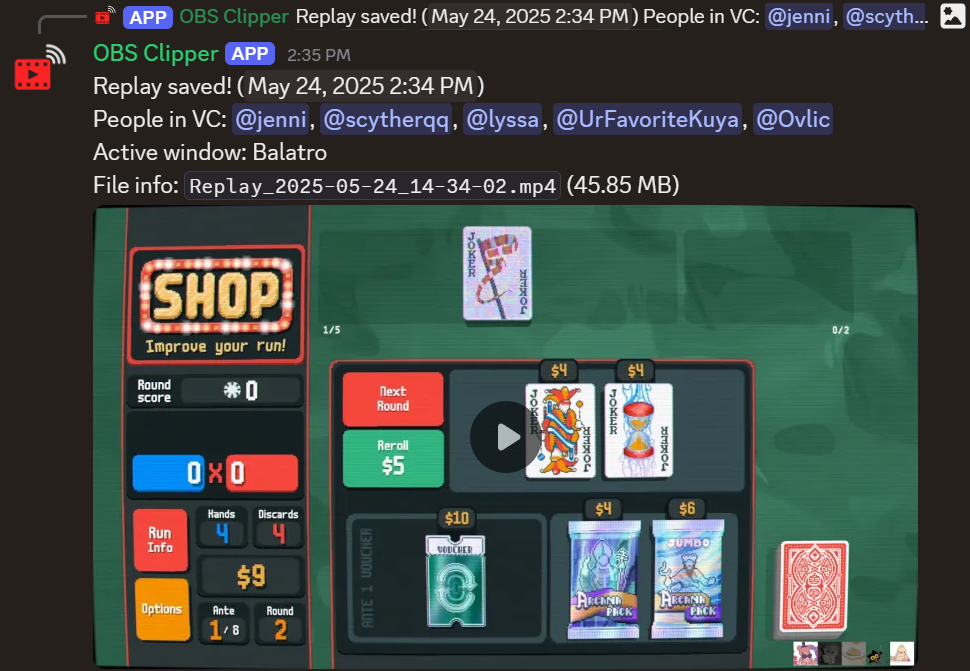 APP OBS Clipper Replay saved! ( May 24, 2025 2:34 PM ) People in VC: @jenni, @scyth...
OBS Clipper APP 2:35 PM
Replay saved! ( May 24, 2025 2:34 PM )
People in VC: @jenni, @scytherqq, @lyssa, @UrFavoriteKuya, @Ovlic
Active window: Balatro
File info: Replay_2025-05-24_14-34-02.mp4 (45.85 MB)
JOKER
JOKER
SHOP
Improve your run!
1/5
0/2
Round
score
0
0 X 0
Run
Info
Hands
4
Discards
4
$9
Options
Ante
1 / 8
Round
2
Next
Round
Reroll
$5
$4
$4
JOKER
JOKER
JOKER
JOKER
ANTE 1 VOUCHER
$10
VOUCHER
$4
ARCANA
PACK
$6
JUMBO
ARCANA
PACK